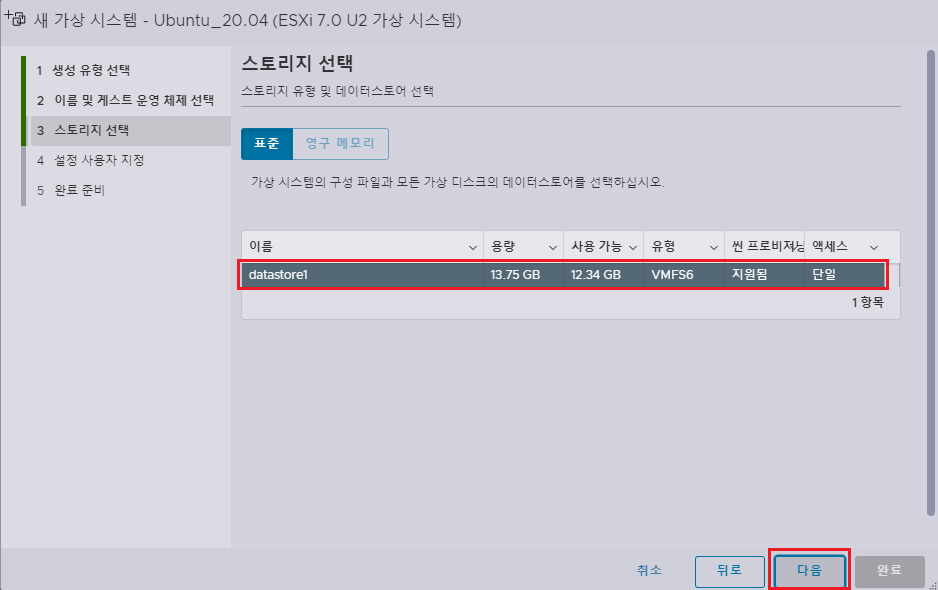 새 가상 시스템 - Ubuntu_20.04 (ESXi 7.0 U2 가상 시스템)
1 생성 유형 선택
2 이름 및 게스트 운영 체제 선택
3 스토리지 선택
4 설정 사용자 지정
5 완료 준비
스토리지 선택
스토리지 유형 및 데이터스토어 선택
표준 영구 메모리
가상 시스템의 구성 파일과 모든 가상 디스크의 데이터스토어를 선택하십시오.
이름 용량 사용 가능 유형 씬 프로비저닝 액세스
datastore1 13.75 GB 12.34 GB VMFS6 지원됨 단일
1 항목
취소 뒤로 다음 완료